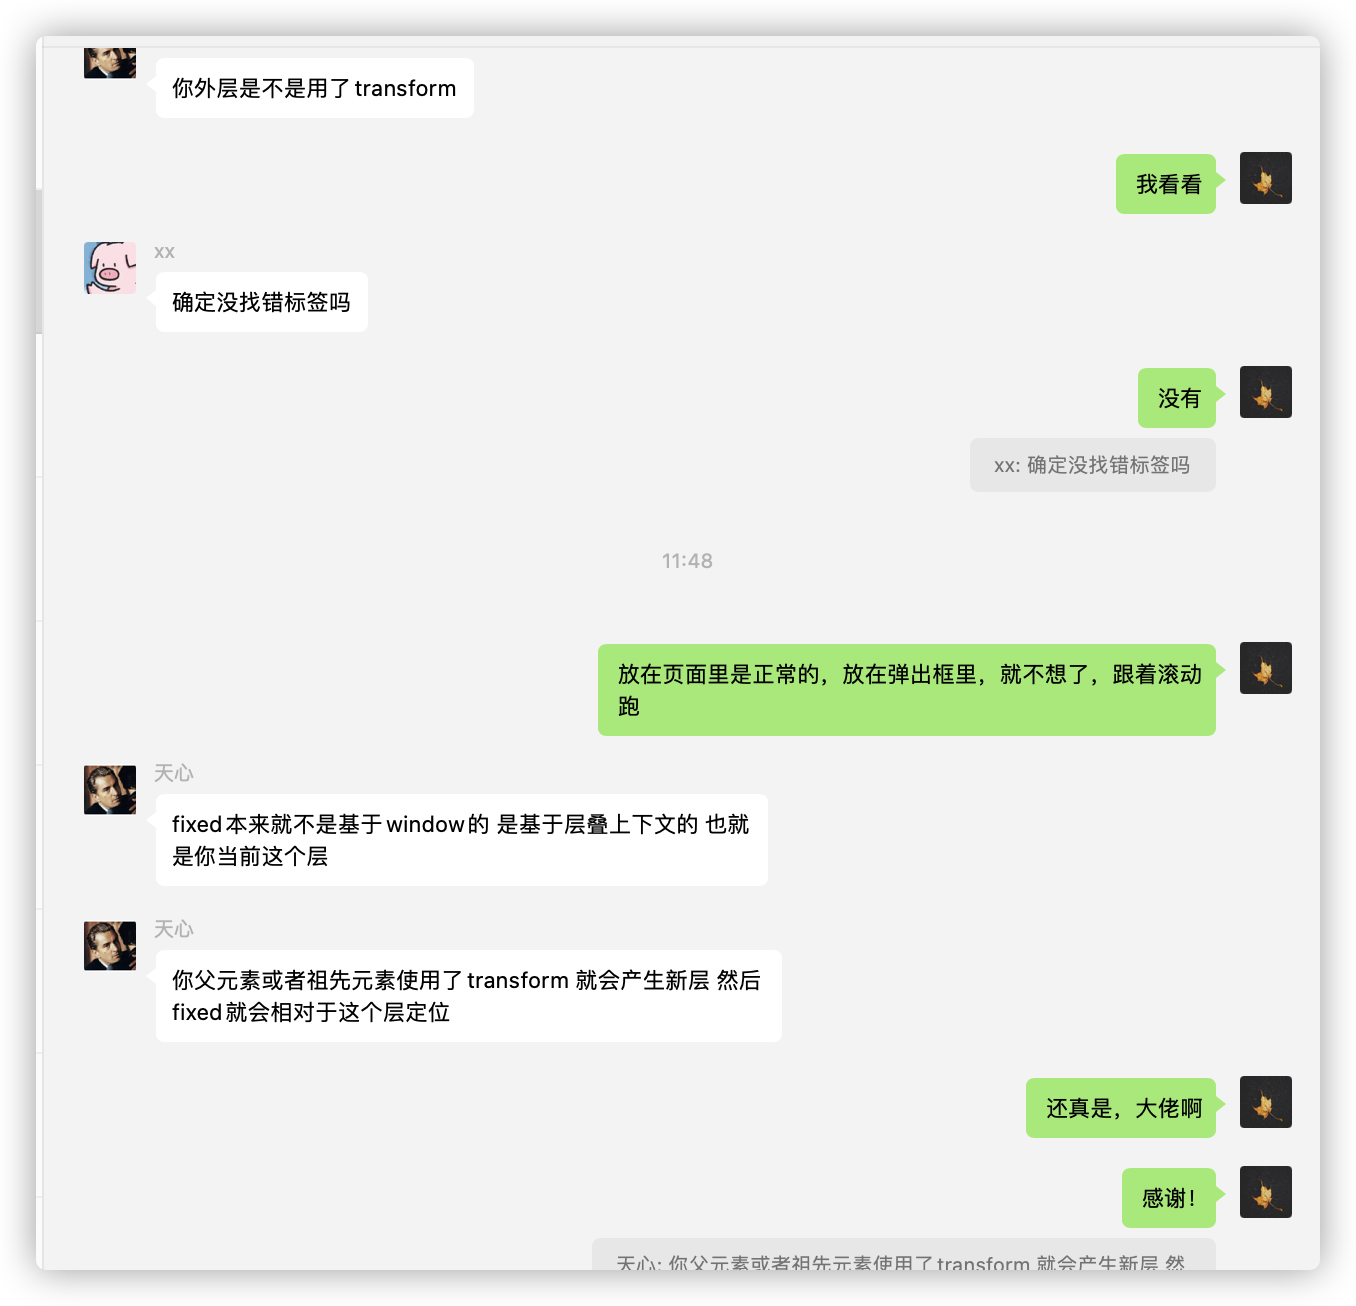 你外层是不是用了transform
我看看
xx
确定没找错标签吗
没有
xx: 确定没找错标签吗
11:48
放在页面里是正常的，放在弹出框里，就不想了，跟着滚动
跑
天心
fixed本来就不是基于window的 是基于层叠上下文的 也就
是你当前这个层
天心
你父元素或者祖先元素使用了transform 就会产生新层 然后
fixed就会相对于这个层定位
还真是，大佬啊
感谢！
天心: 你父元素或者祖先元素使用了transform 就会产生新层 然